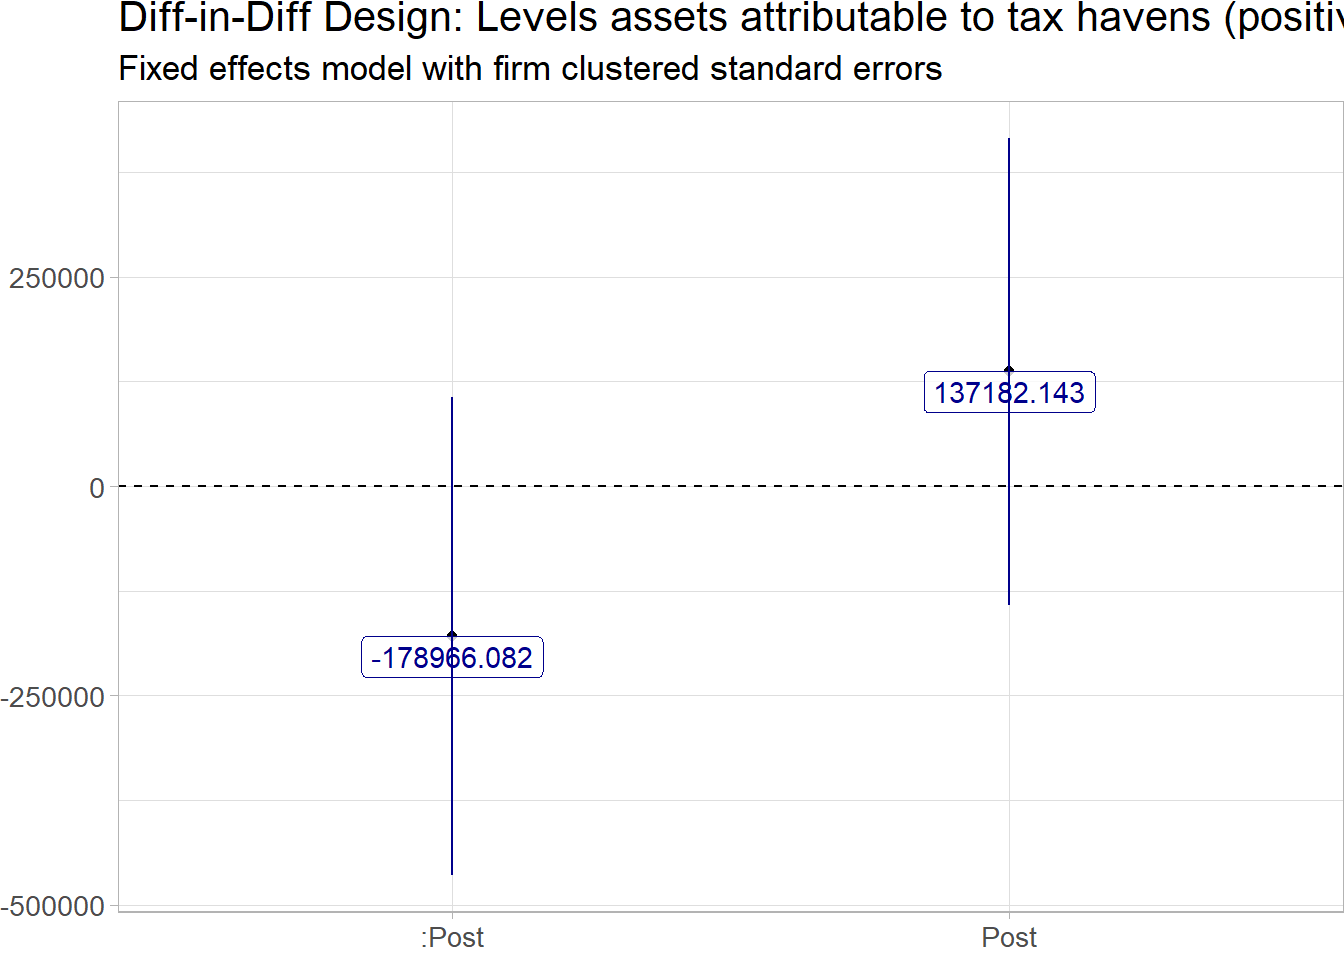 Diff-in-Diff Design: Levels assets attributable to tax havens (positiv
Fixed effects model with firm clustered standard errors
250000
137182.143
0
-178966.082
-250000
-500000
:Post
Post